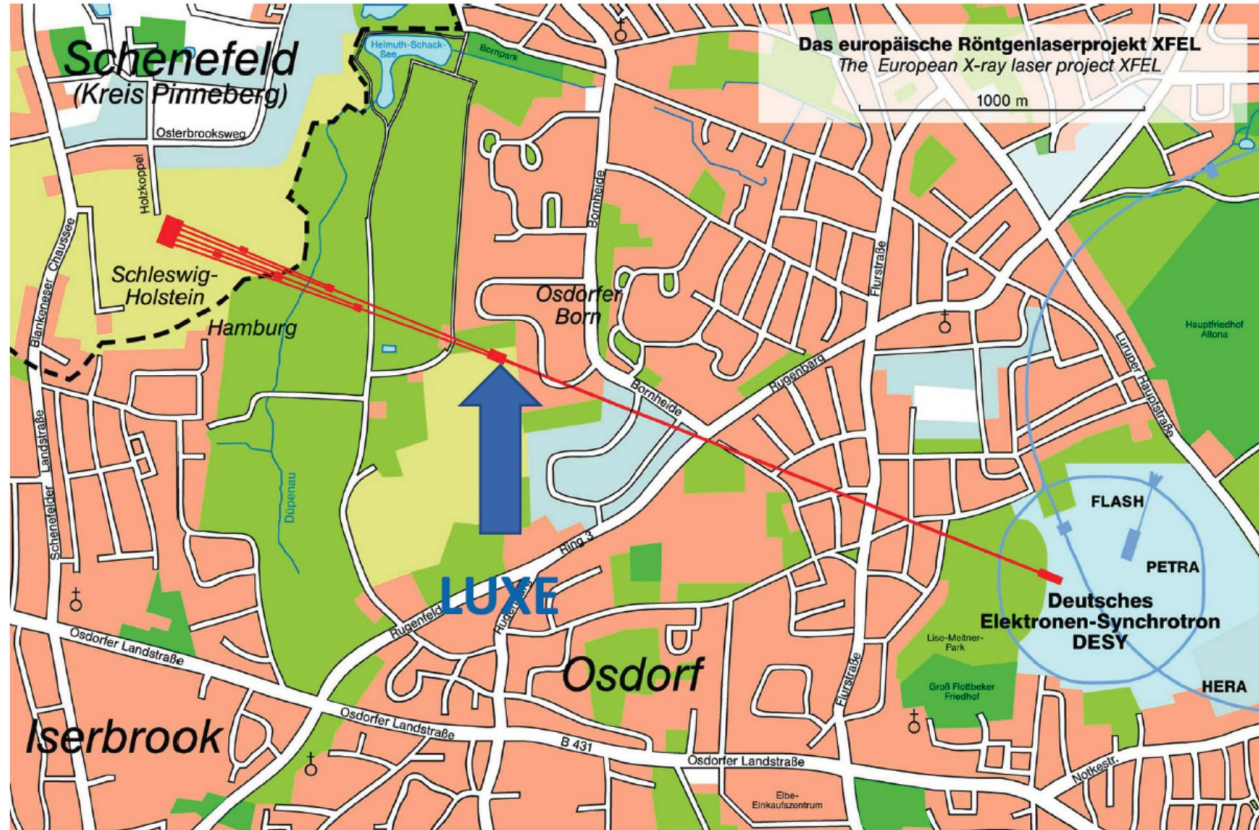 Schenefeld
(Kreis Pinneberg)
Helmuth-Schack-
See
Bornpark
Das europäische Röntgenlaserprojekt XFEL
The European X-ray laser project XFEL
1000 m
Osterbrooksweg
Holzkoppel
Bornheide
Flurstraße
Blankeneser Chaussee
Schleswig-
Holstein
Hamburg
Osdorfer
Born
Hauptfriedhof
Altona
Luruper Hauptstraße
Rugenbarg
Bornheide
Schenefelder Landstraße
Düpenau
FLASH
Ring 3
PETRA
LUXE
Deutsches
Elektronen-Synchrotron
DESY
Lise-Meitner-
Park
Osdorfer Landstraße
Osdorf
Flurstraße
Groß Flottbeker
Friedhof
HERA
Iserbrook
Osdorfer Landstraße
B 431
Osdorfer Landstraße
Notkestr.
Elbe-
Einkaufszentrum